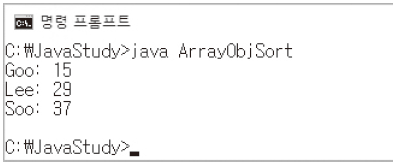 명령 프롬프트
C:₩JavaStudy>java ArrayObjSort
Goo: 15
Lee: 29
Soo: 37
C:₩JavaStudy>